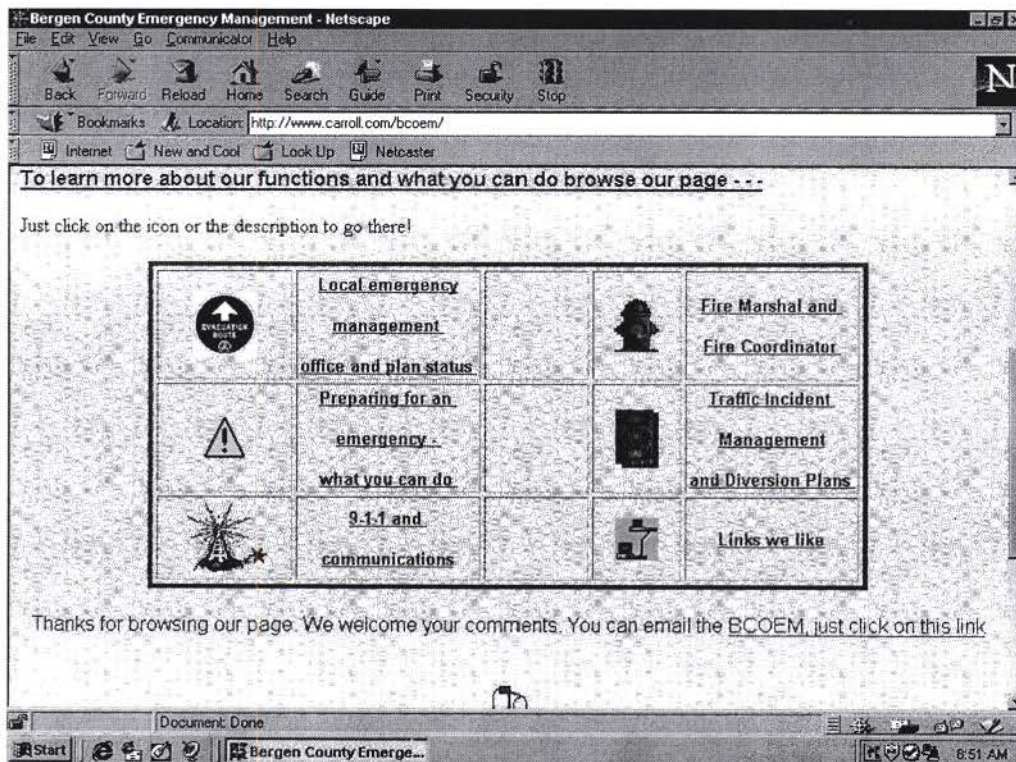 Bergen County Emergency Management - Netscape
File Edit View Go Communicator Help
Back Forward Reload Home Search Guide Print Security Stop
N
Bookmarks Location: http://www.carroll.com/bcoem/
Internet New and Cool Look Up Netcaster
To learn more about our functions and what you can do browse our page - - -
Just click on the icon or the description to go there!
EVACUATION
ROUTE
Local emergency
management
office and plan status
Fire Marshal and
Fire Coordinator
Preparing for an
emergency -
what you can do
Traffic Incident
Management
and Diversion Plans
9-1-1 and
communications
Links we like
Thanks for browsing our page. We welcome your comments. You can email the BCOEM, just click on this link
Document: Done
Start Bergen County Emerge... 8:51 AM